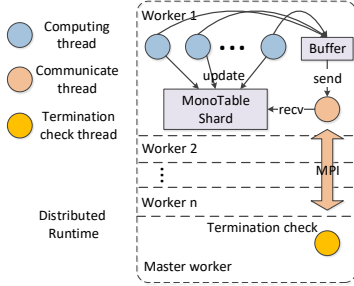 Computing
thread
Communicate
thread
Termination
check thread
Distributed
Runtime
Worker 1
Buffer
update
send
MonoTable
Shard
recv
Worker 2
MPI
Worker n
Termination check
Master worker